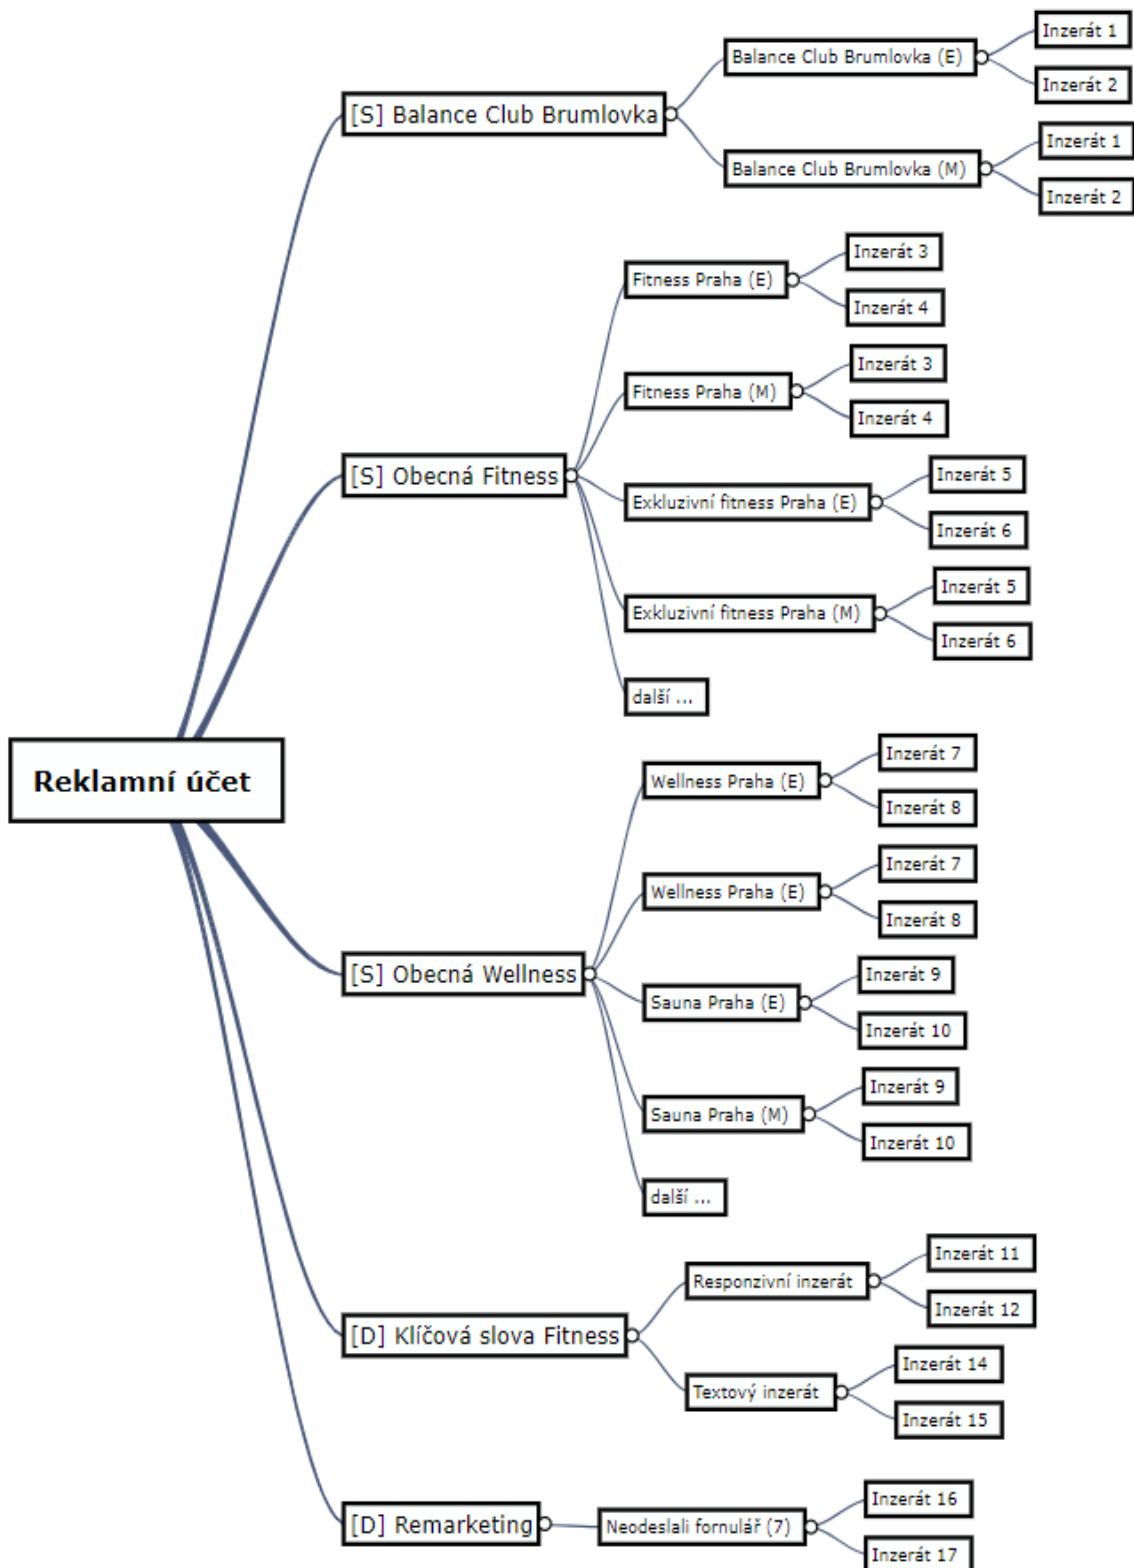 Reklamní účet
[S] Balance Club Brumlovka
Balance Club Brumlovka (E)
Inzerát 1
Inzerát 2
Balance Club Brumlovka (M)
Inzerát 1
Inzerát 2
[S] Obecná Fitness
Fitness Praha (E)
Inzerát 3
Inzerát 4
Fitness Praha (M)
Inzerát 3
Inzerát 4
Exkluzivní fitness Praha (E)
Inzerát 5
Inzerát 6
Exkluzivní fitness Praha (M)
Inzerát 5
Inzerát 6
další ...
[S] Obecná Wellness
Wellness Praha (E)
Inzerát 7
Inzerát 8
Wellness Praha (E)
Inzerát 7
Inzerát 8
Sauna Praha (E)
Inzerát 9
Inzerát 10
Sauna Praha (M)
Inzerát 9
Inzerát 10
další ...
[D] Klíčová slova Fitness
Responzivní inzerát
Inzerát 11
Inzerát 12
Textový inzerát
Inzerát 14
Inzerát 15
[D] Remarketing
Neodeslali fornulář (7)
Inzerát 16
Inzerát 17